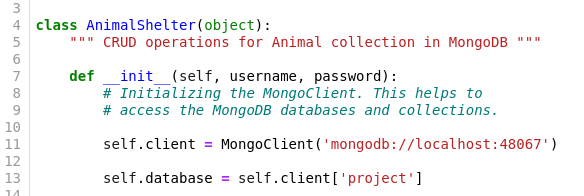 3
4 class AnimalShelter(object):
5     """ CRUD operations for Animal collection in MongoDB """
6
7     def __init__(self, username, password):
8         # Initializing the MongoClient. This helps to
9         # access the MongoDB databases and collections.
10
11         self.client = MongoClient('mongodb://localhost:48067')
12
13         self.database = self.client['project']
14